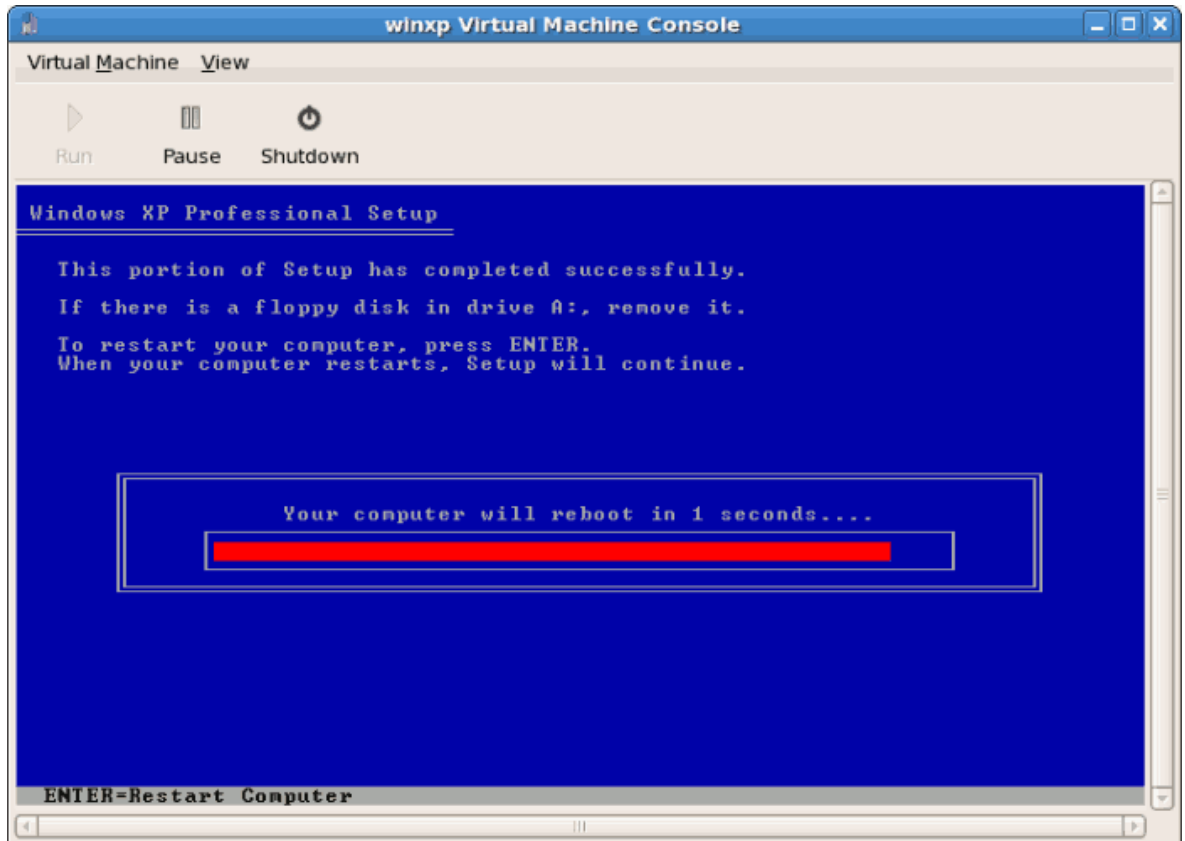 winxp Virtual Machine Console
Virtual Machine View
Run Pause Shutdown
Windows XP Professional Setup
This portion of Setup has completed successfully.
If there is a floppy disk in drive A:, remove it.
To restart your computer, press ENTER.
When your computer restarts, Setup will continue.
Your computer will reboot in 1 seconds....
ENTER=Restart Computer